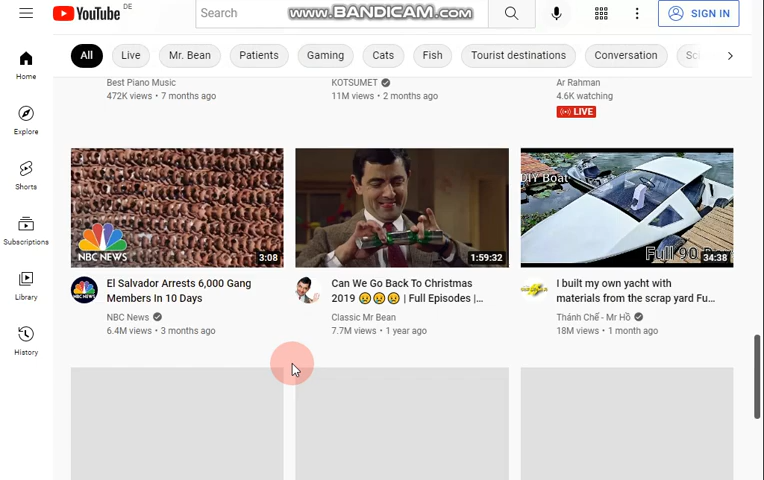 YouTube DE
Search
WWW.BANDICAM.COM
SIGN IN
All
Live
Mr. Bean
Patients
Gaming
Cats
Fish
Tourist destinations
Conversation
Home
Explore
Shorts
Subscriptions
Library
History
Best Piano Music
472K views • 7 months ago
KOTSUMET
11M views • 2 months ago
Ar Rahman
4.6K watching
LIVE
NBC NEWS
3:08
1:59:32
DIY Boat
Full 90
34:38
El Salvador Arrests 6,000 Gang
Members In 10 Days
NBC News
6.4M views • 3 months ago
Can We Go Back To Christmas
2019 😣😣😣 | Full Episodes |...
Classic Mr Bean
7.7M views • 1 year ago
I built my own yacht with
materials from the scrap yard Fu...
Thánh Chế - Mr Hồ
18M views • 1 month ago